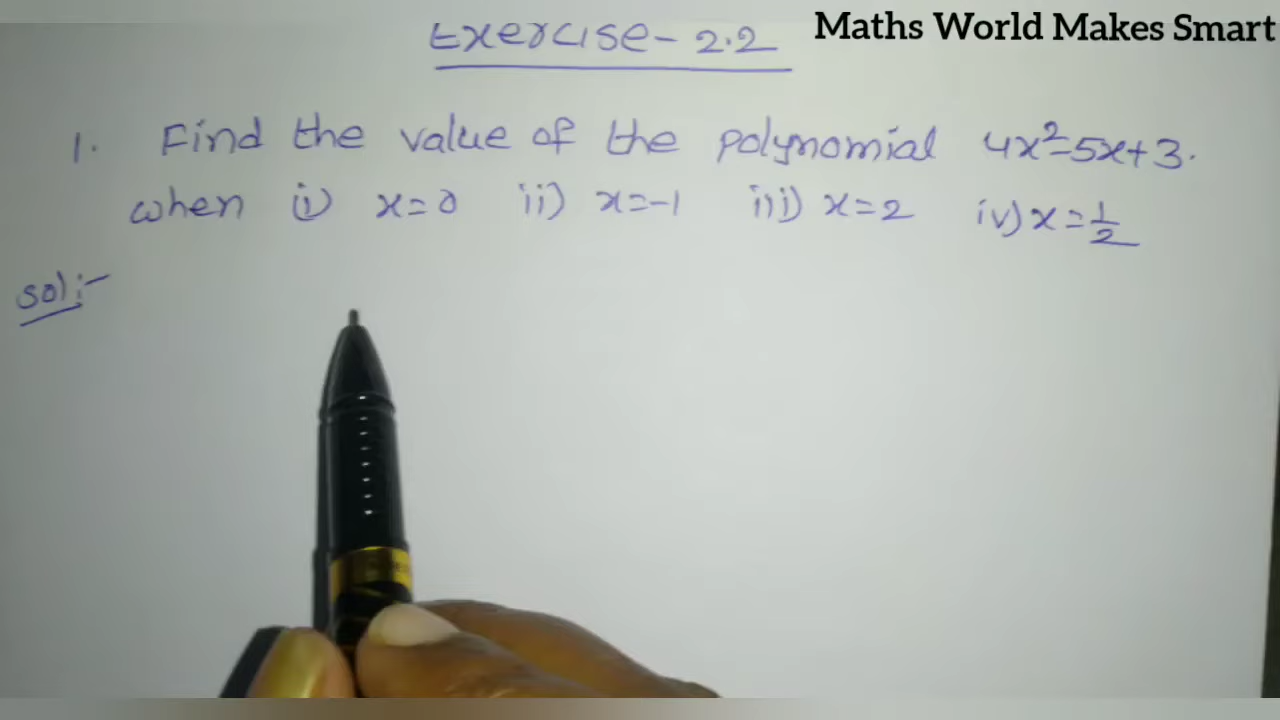 Maths World Makes Smart
Exercise - 2.2
1. Find the value of the polynomial 4x²-5x+3.
when (i) x=0 ii) x=-1 iii) x=2 iv) x=1/2
Sol:-